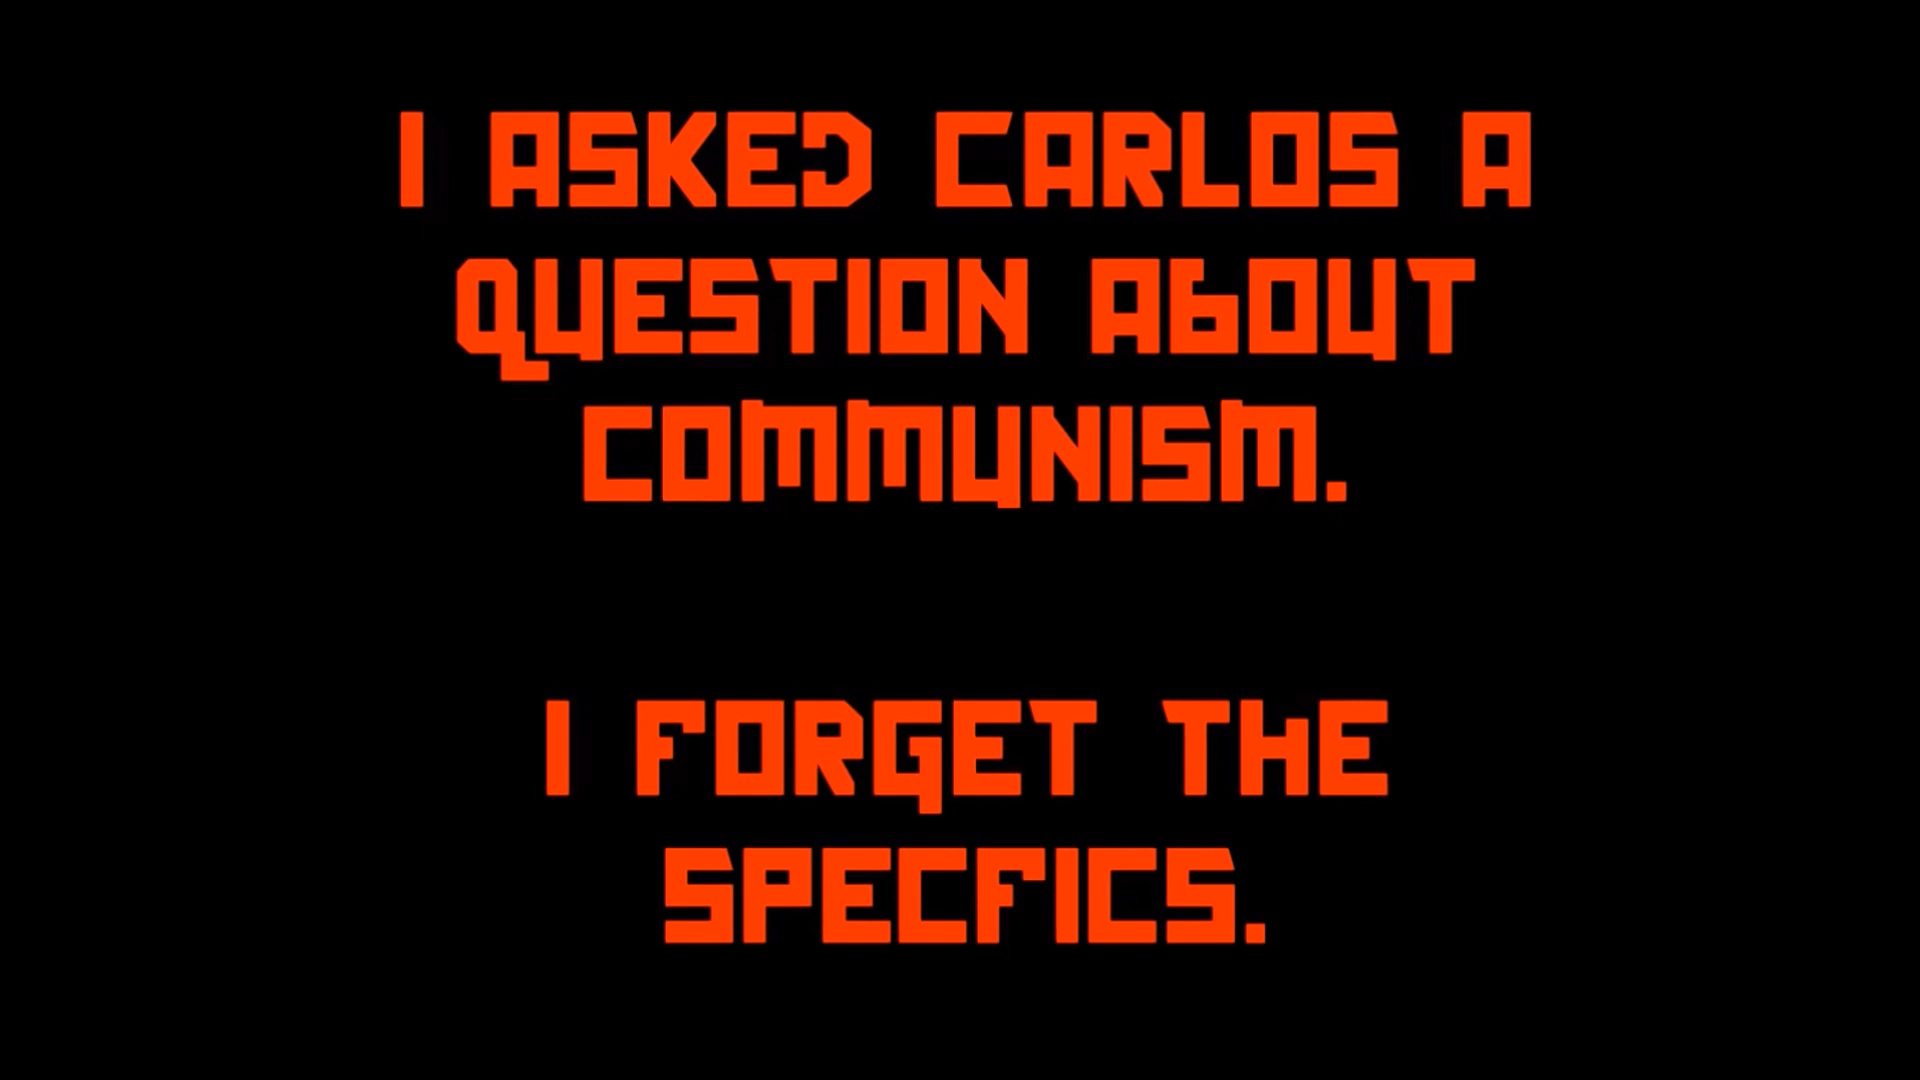 I ASKED CARLOS A
QUESTION ABOUT
COMMUNISM.
I FORGET THE
SPECFICS.